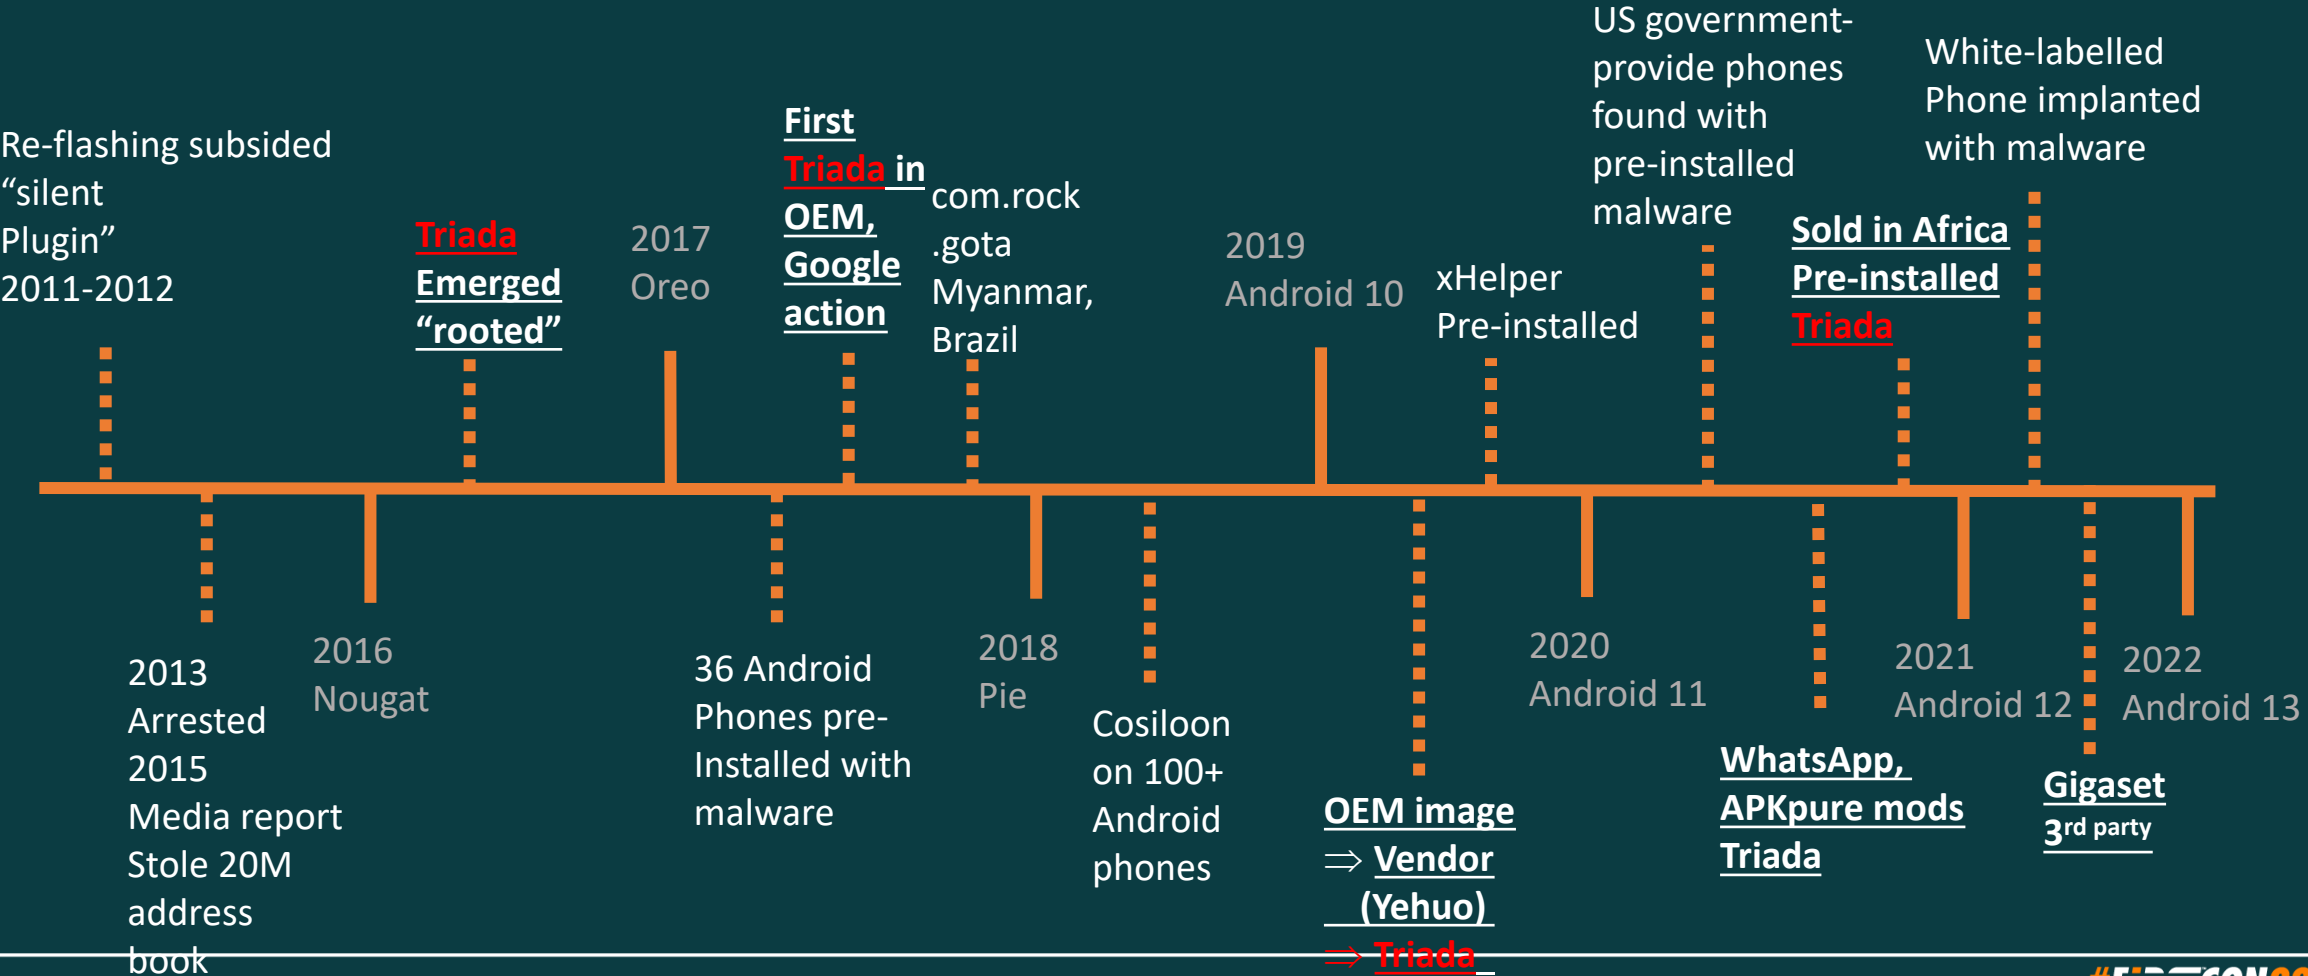 Re-flashing subsided
“silent
Plugin”
2011-2012
2013
Arrested
2015
Media report
Stole 20M
address
book
2016
Nougat
Triada
Emerged
“rooted”
2017
Oreo
36 Android
Phones pre-
Installed with
malware
First
Triada in
OEM,
Google
action
com.rock
.gota
Myanmar,
Brazil
2018
Pie
Cosiloon
on 100+
Android
phones
2019
Android 10
OEM image
⇒ Vendor
(Yehuo)
⇒ Triada
xHelper
Pre-installed
2020
Android 11
US government-
provide phones
found with
pre-installed
malware
WhatsApp,
APKpure mods
Triada
Sold in Africa
Pre-installed
Triada
2021
Android 12
White-labelled
Phone implanted
with malware
Gigaset
3rd party
2022
Android 13